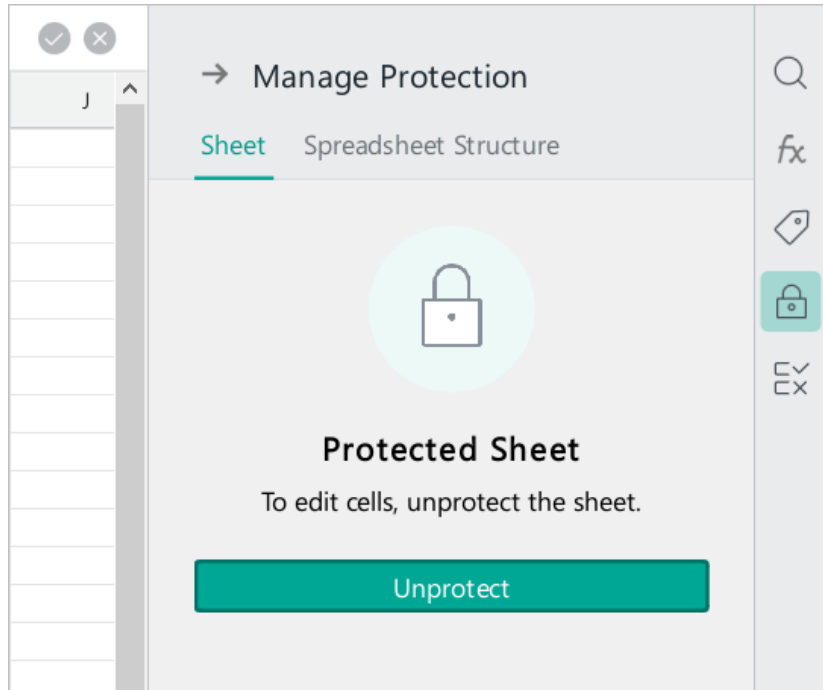 J
Manage Protection
Sheet Spreadsheet Structure
fx
Protected Sheet
To edit cells, unprotect the sheet.
Unprotect